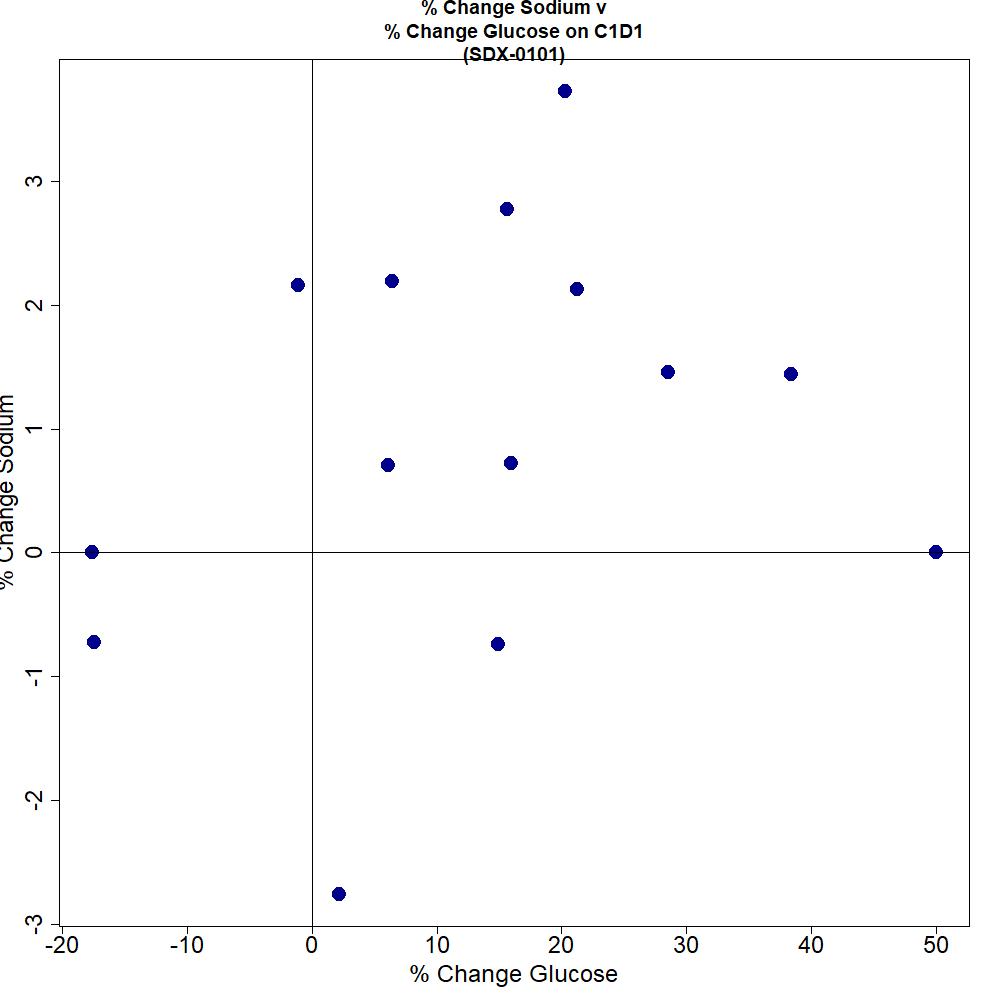 % Change Sodium v
% Change Glucose on C1D1
(SDX-0101)
3
2
1
0
-1
-2
-3
% Change Sodium
-20 -10 0 10 20 30 40 50
% Change Glucose